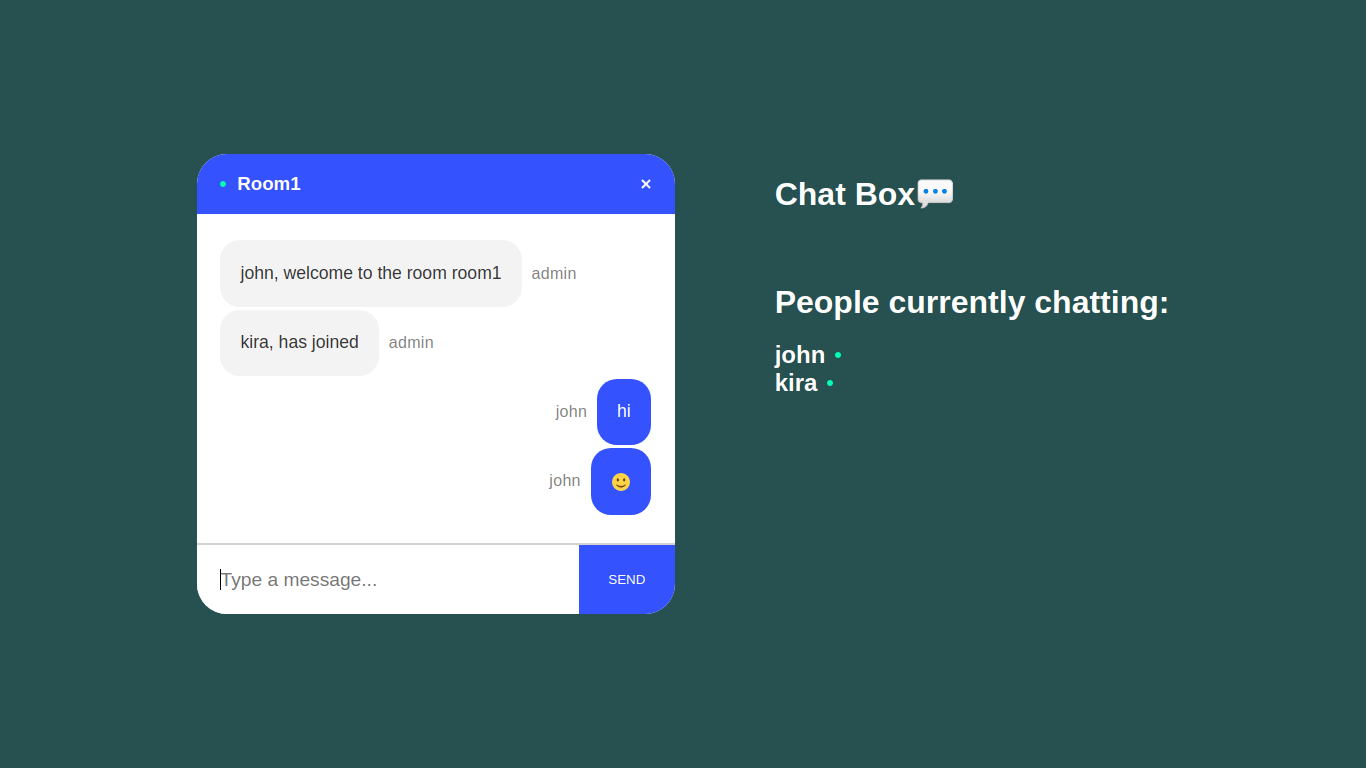 Room1 ×
john, welcome to the room room1 admin
kira, has joined admin
john hi
john 🙂
Type a message... SEND
Chat Box💬
People currently chatting:
john
kira